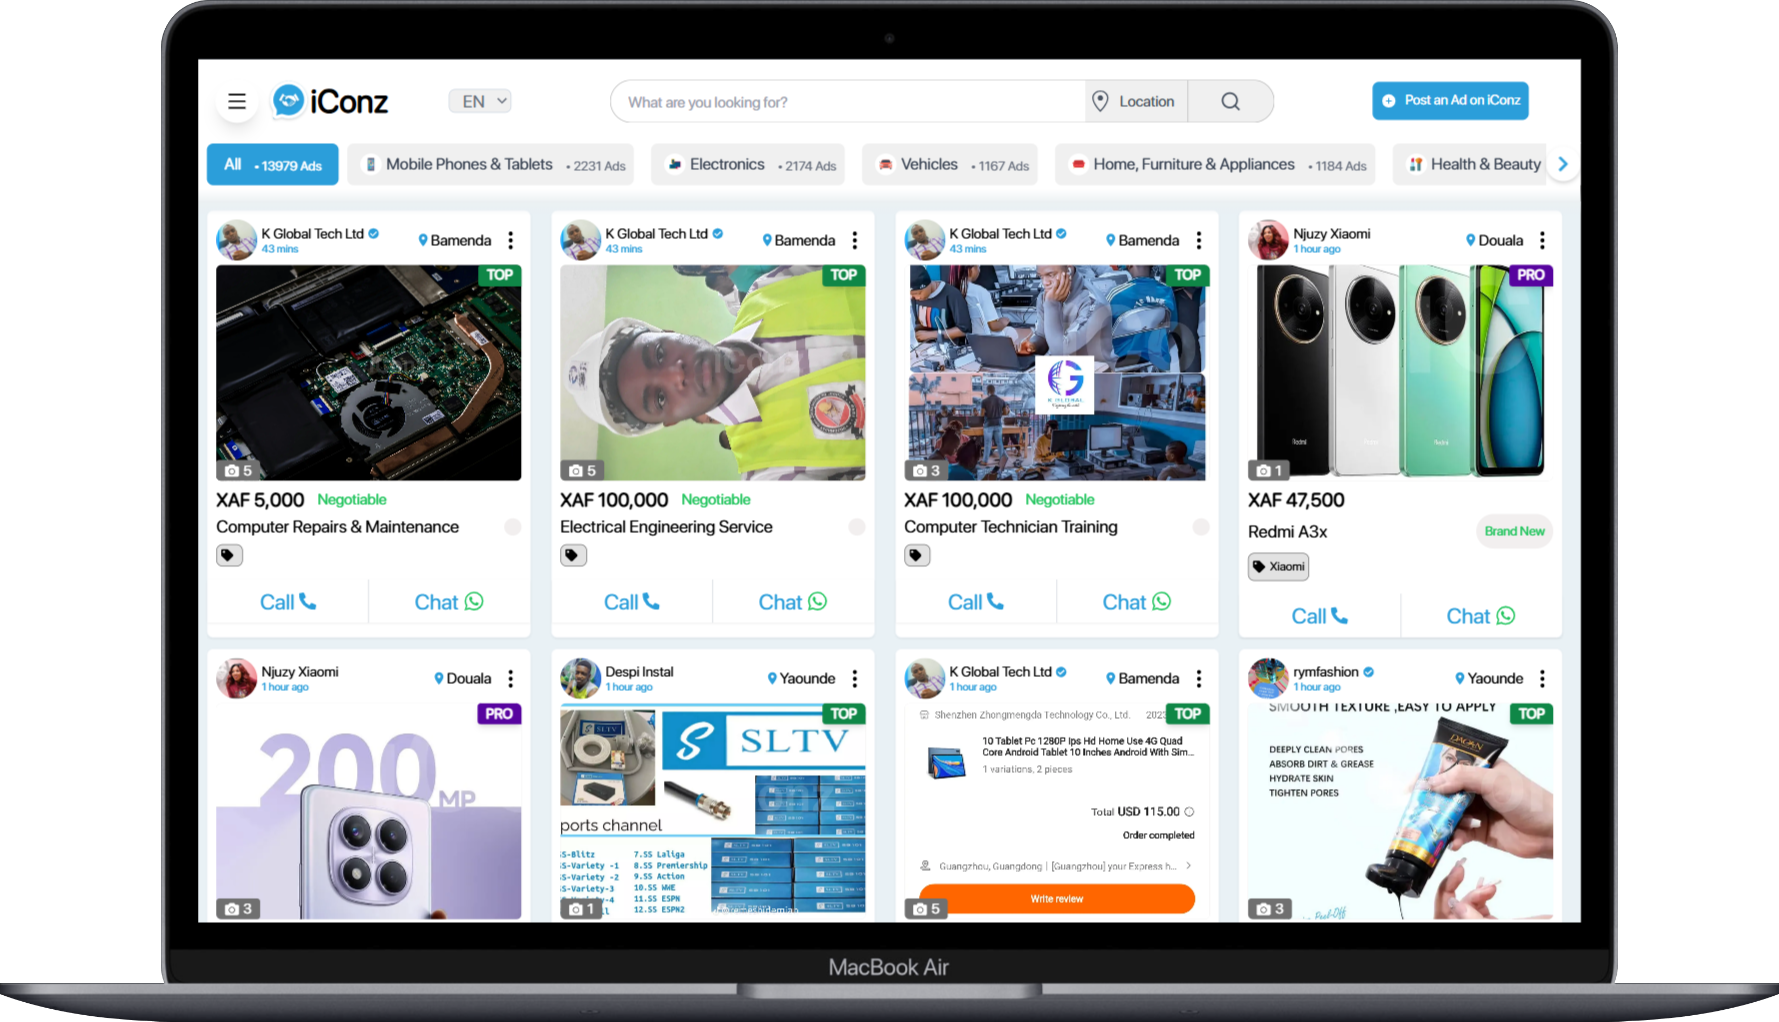 iConz
EN
What are you looking for?
Location
Post an Ad on iConz
All • 13979 Ads
Mobile Phones & Tablets • 2231 Ads
Electronics • 2174 Ads
Vehicles • 1167 Ads
Home, Furniture & Appliances • 1184 Ads
Health & Beauty
K Global Tech Ltd
43 mins
Bamenda
TOP
5
XAF 5,000 Negotiable
Computer Repairs & Maintenance
Call
Chat
K Global Tech Ltd
43 mins
Bamenda
TOP
5
XAF 100,000 Negotiable
Electrical Engineering Service
Call
Chat
K Global Tech Ltd
43 mins
Bamenda
TOP
G
K GLOBAL
3
XAF 100,000 Negotiable
Computer Technician Training
Call
Chat
Njuzy Xiaomi
1 hour ago
Douala
PRO
Redmi
Redmi
Redmi
1
XAF 47,500
Redmi A3x
Brand New
Xiaomi
Call
Chat
Njuzy Xiaomi
1 hour ago
Douala
PRO
200
MP
3
Despi Instal
1 hour ago
Yaounde
TOP
SLTV
S SLTV
ports channel
S-Blitz
S-Variety -1
S-Variety -2
S-Variety-3
7.SS Laliga
8.SS Premiership
9.SS Action
10.SS WWE
11.SS ESPN
12.SS ESPN2
1
K Global Tech Ltd
1 hour ago
Bamenda
TOP
Shenzhen Zhongmengda Technology Co., Ltd. 202
10 Tablet Pc 1280P Ips Hd Home Use 4G Quad
Core Android Tablet 10 Inches Android With Sim...
1 variations, 2 pieces
Total USD 115.00
Order completed
Guangzhou, Guangdong | [Guangzhou] your Express h...
Write review
5
rymfashion
1 hour ago
Yaounde
TOP
SMOOTH TEXTURE ,EASY TO APPLY
DEEPLY CLEAN PORES
ABSORB DIRT & GREASE
HYDRATE SKIN
TIGHTEN PORES
3
MacBook Air